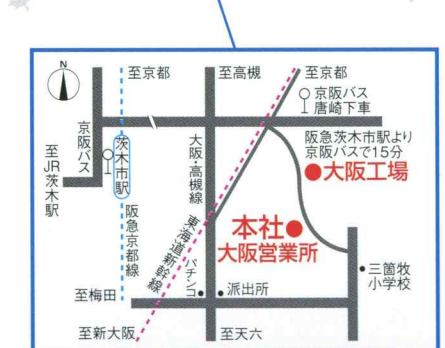 N
至京都
至高槻
至京都
京阪バス
唐崎下車
京阪バス
茨木市駅
大阪・高槻線
阪急茨木市駅より
京阪バスで15分
●大阪工場
至JR茨木駅
阪急京都線
東海道新幹線
本社●
大阪営業所
パチンコ
派出所
三箇牧
小学校
至梅田
至新大阪
至天六